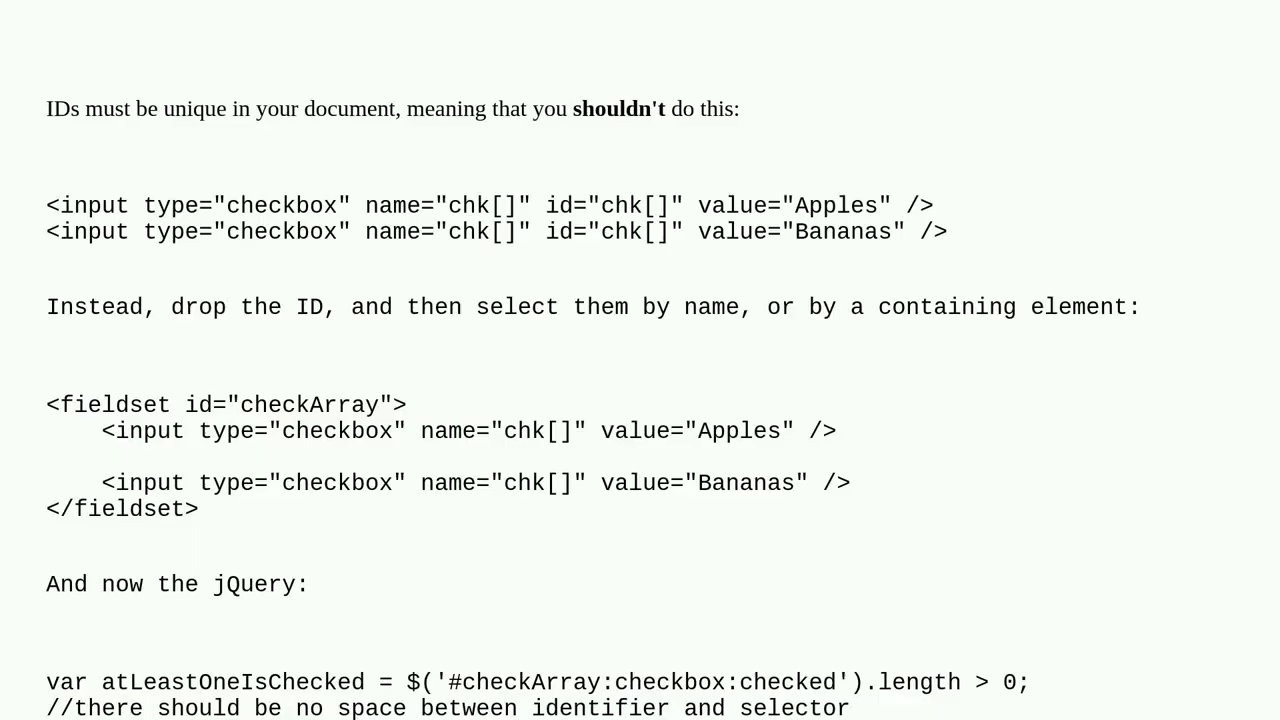 IDs must be unique in your document, meaning that you shouldn't do this:
<input type="checkbox" name="chk[]" id="chk[]" value="Apples" />
<input type="checkbox" name="chk[]" id="chk[]" value="Bananas" />
Instead, drop the ID, and then select them by name, or by a containing element:
<fieldset id="checkArray">
    <input type="checkbox" name="chk[]" value="Apples" />
    <input type="checkbox" name="chk[]" value="Bananas" />
</fieldset>
And now the jQuery:
var atLeastOneIsChecked = $('#checkArray:checkbox:checked').length > 0;
//there should be no space between identifier and selector